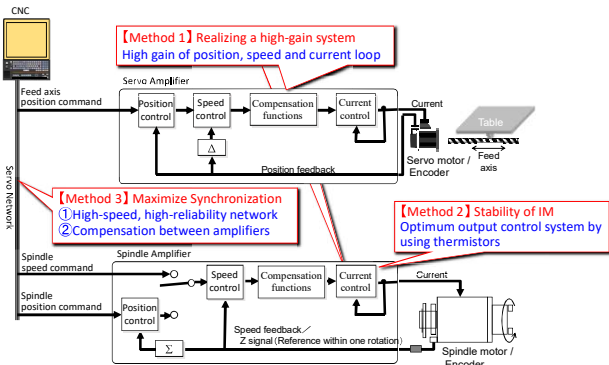 CNC
【Method 1】Realizing a high-gain system
High gain of position, speed and current loop
Servo Amplifier
Feed axis
position command
Position
control
Speed
control
Compensation
functions
Current
control
Current
Table
Δ
Position feedback
Servo motor /
Encoder
Feed
axis
Servo Network
【Method 3】Maximize Synchronization
①High-speed, high-reliability network
②Compensation between amplifiers
【Method 2】Stability of IM
Optimum output control system by
using thermistors
Spindle Amplifier
Spindle
speed command
Speed
control
Compensation
functions
Current
control
Current
Spindle
position command
Position
control
Speed feedback／
Z signal (Reference within one rotation)
Σ
Spindle motor /
Encoder